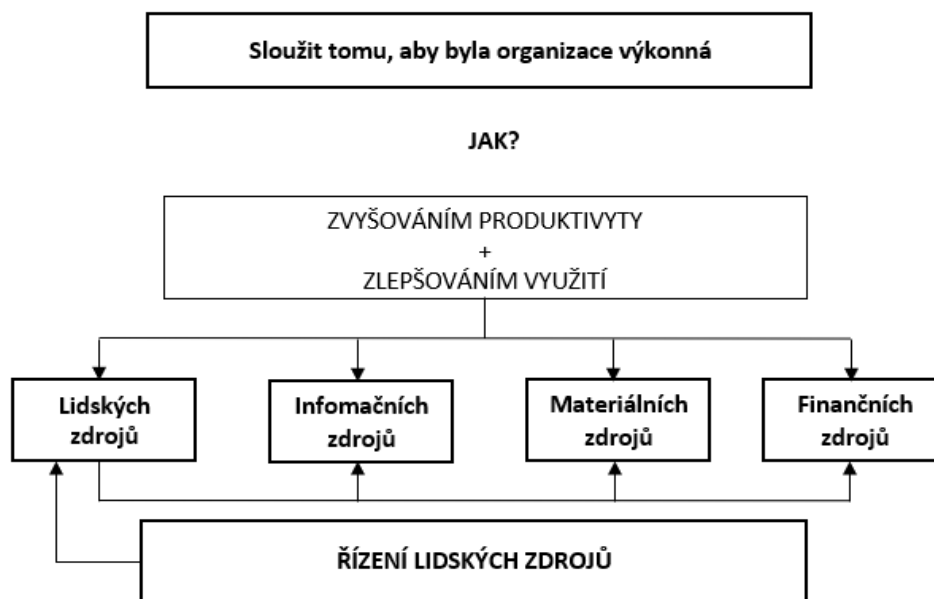 Sloužit tomu, aby byla organizace výkonná
JAK?
ZVYŠOVÁNÍM PRODUKTIVYTY
+
ZLEPŠOVÁNÍM VYUŽITÍ
Lidských
zdrojů
Infomačních
zdrojů
Materiálních
zdrojů
Finančních
zdrojů
ŘÍZENÍ LIDSKÝCH ZDROJŮ